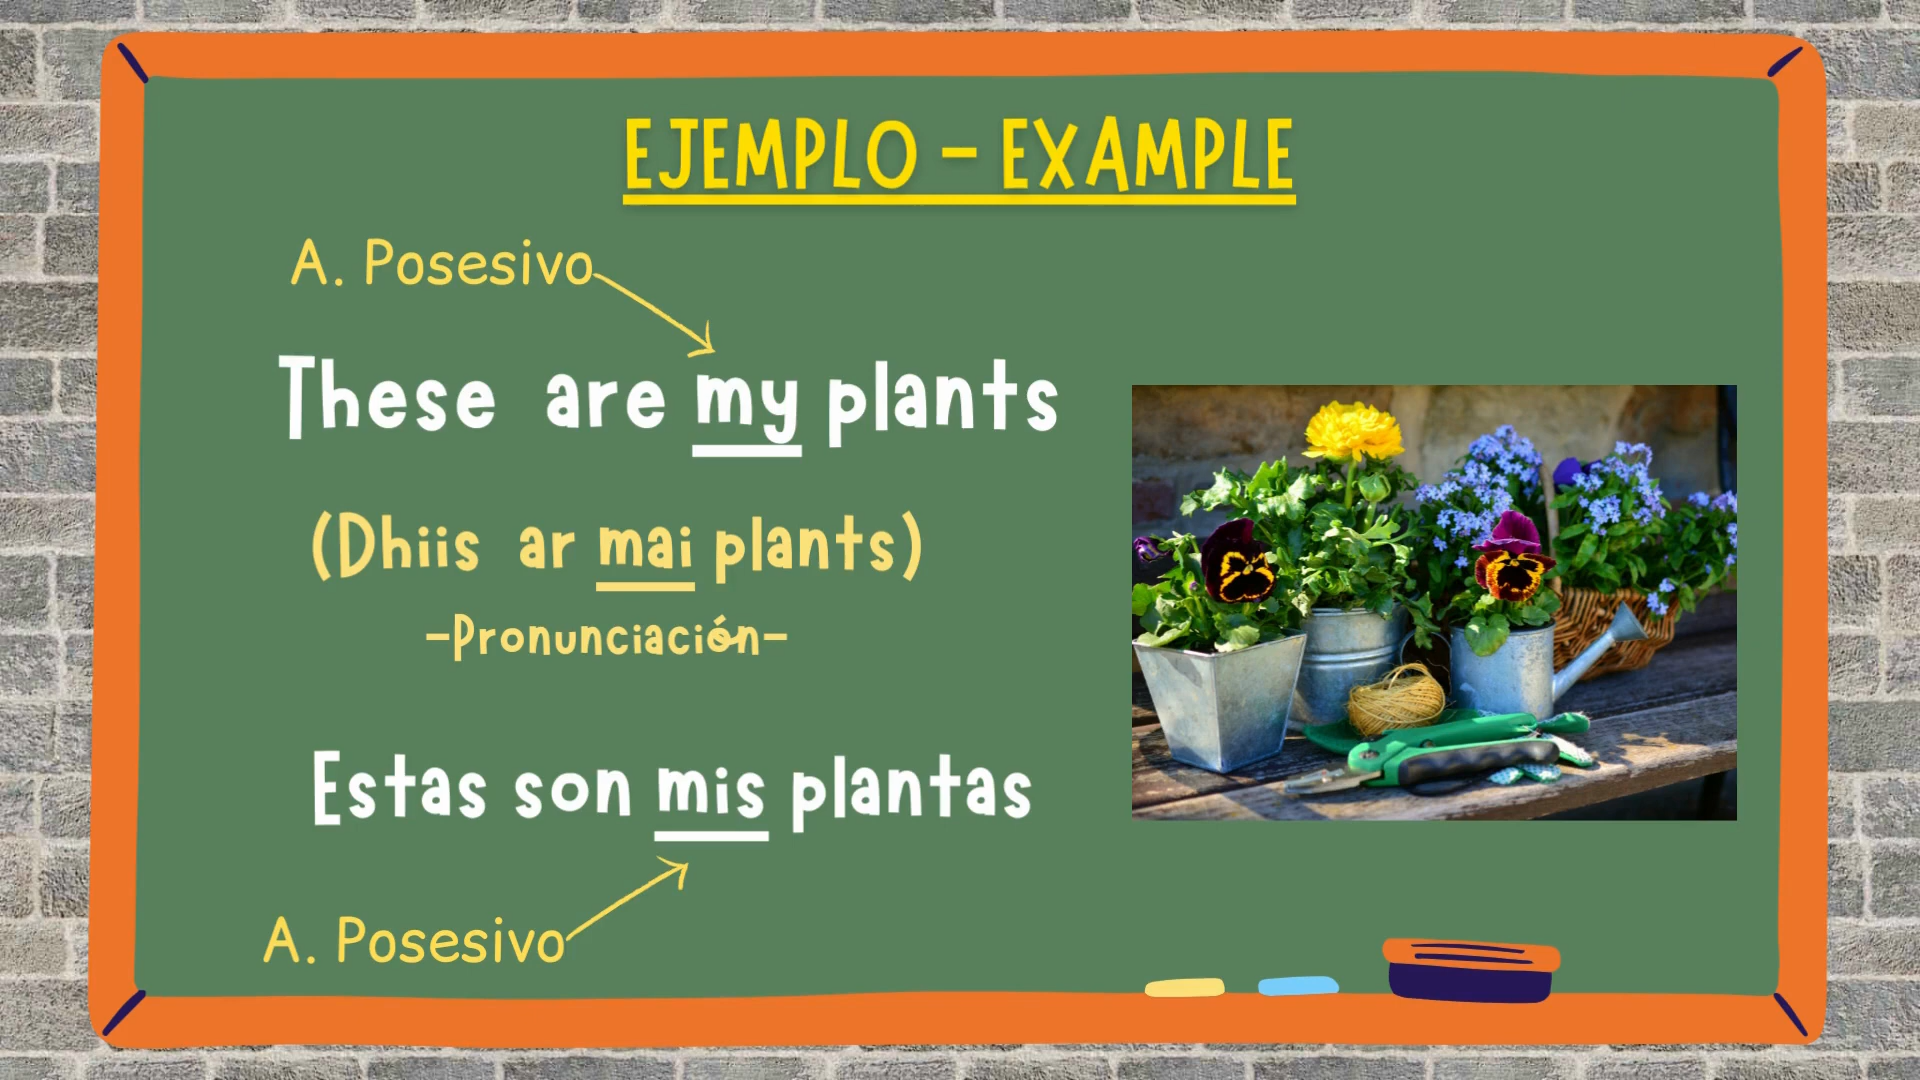 EJEMPLO - EXAMPLE
A. Posesivo
These are my plants
(Dhiis ar mai plants)
-Pronunciación-
Estas son mis plantas
A. Posesivo